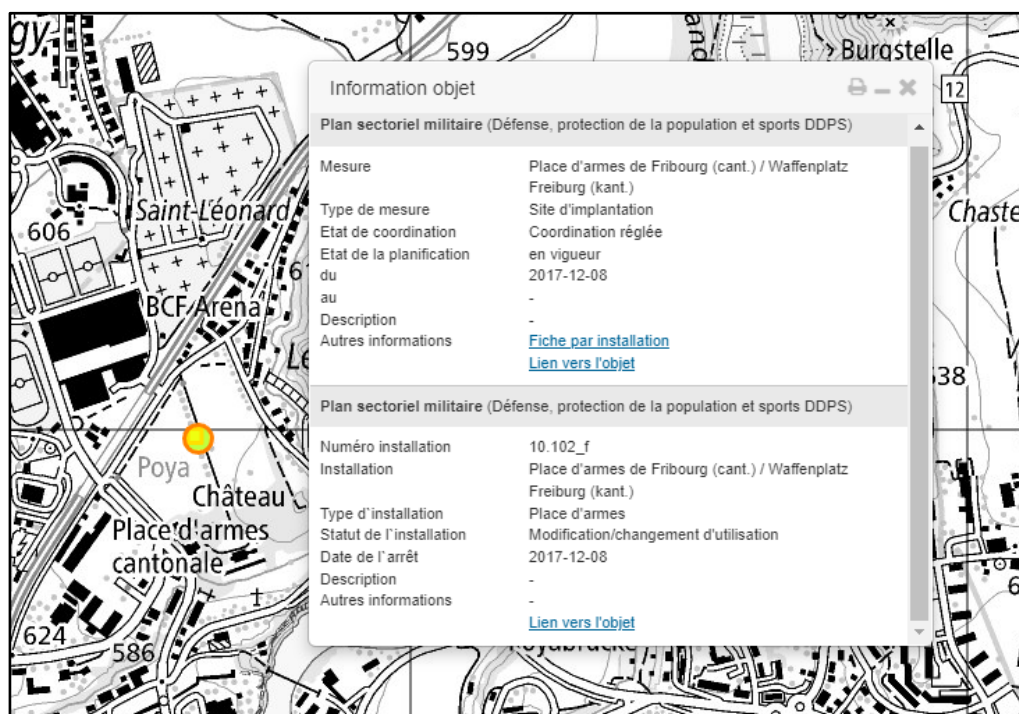 gy
599
Burgstelle
12
Information objet
Plan sectoriel militaire (Défense, protection de la population et sports DDPS)
Mesure Place d'armes de Fribourg (cant.) / Waffenplatz
Freiburg (kant.)
Type de mesure Site d'implantation
Etat de coordination Coordination réglée
Etat de la planification en vigueur
du 2017-12-08
au -
Description -
Autres informations Fiche par installation
Lien vers l'objet
Plan sectoriel militaire (Défense, protection de la population et sports DDPS)
Numéro installation 10.102_f
Installation Place d'armes de Fribourg (cant.) / Waffenplatz
Freiburg (kant.)
Type d`installation Place d'armes
Statut de l`installation Modification/changement d'utilisation
Date de l`arrêt 2017-12-08
Description -
Autres informations -
Lien vers l'objet
Saint-Léonard
606
BCF Arena
Chaste
38
Poya
Château
Place d'armes
cantonale
624
586
Poyabrücke